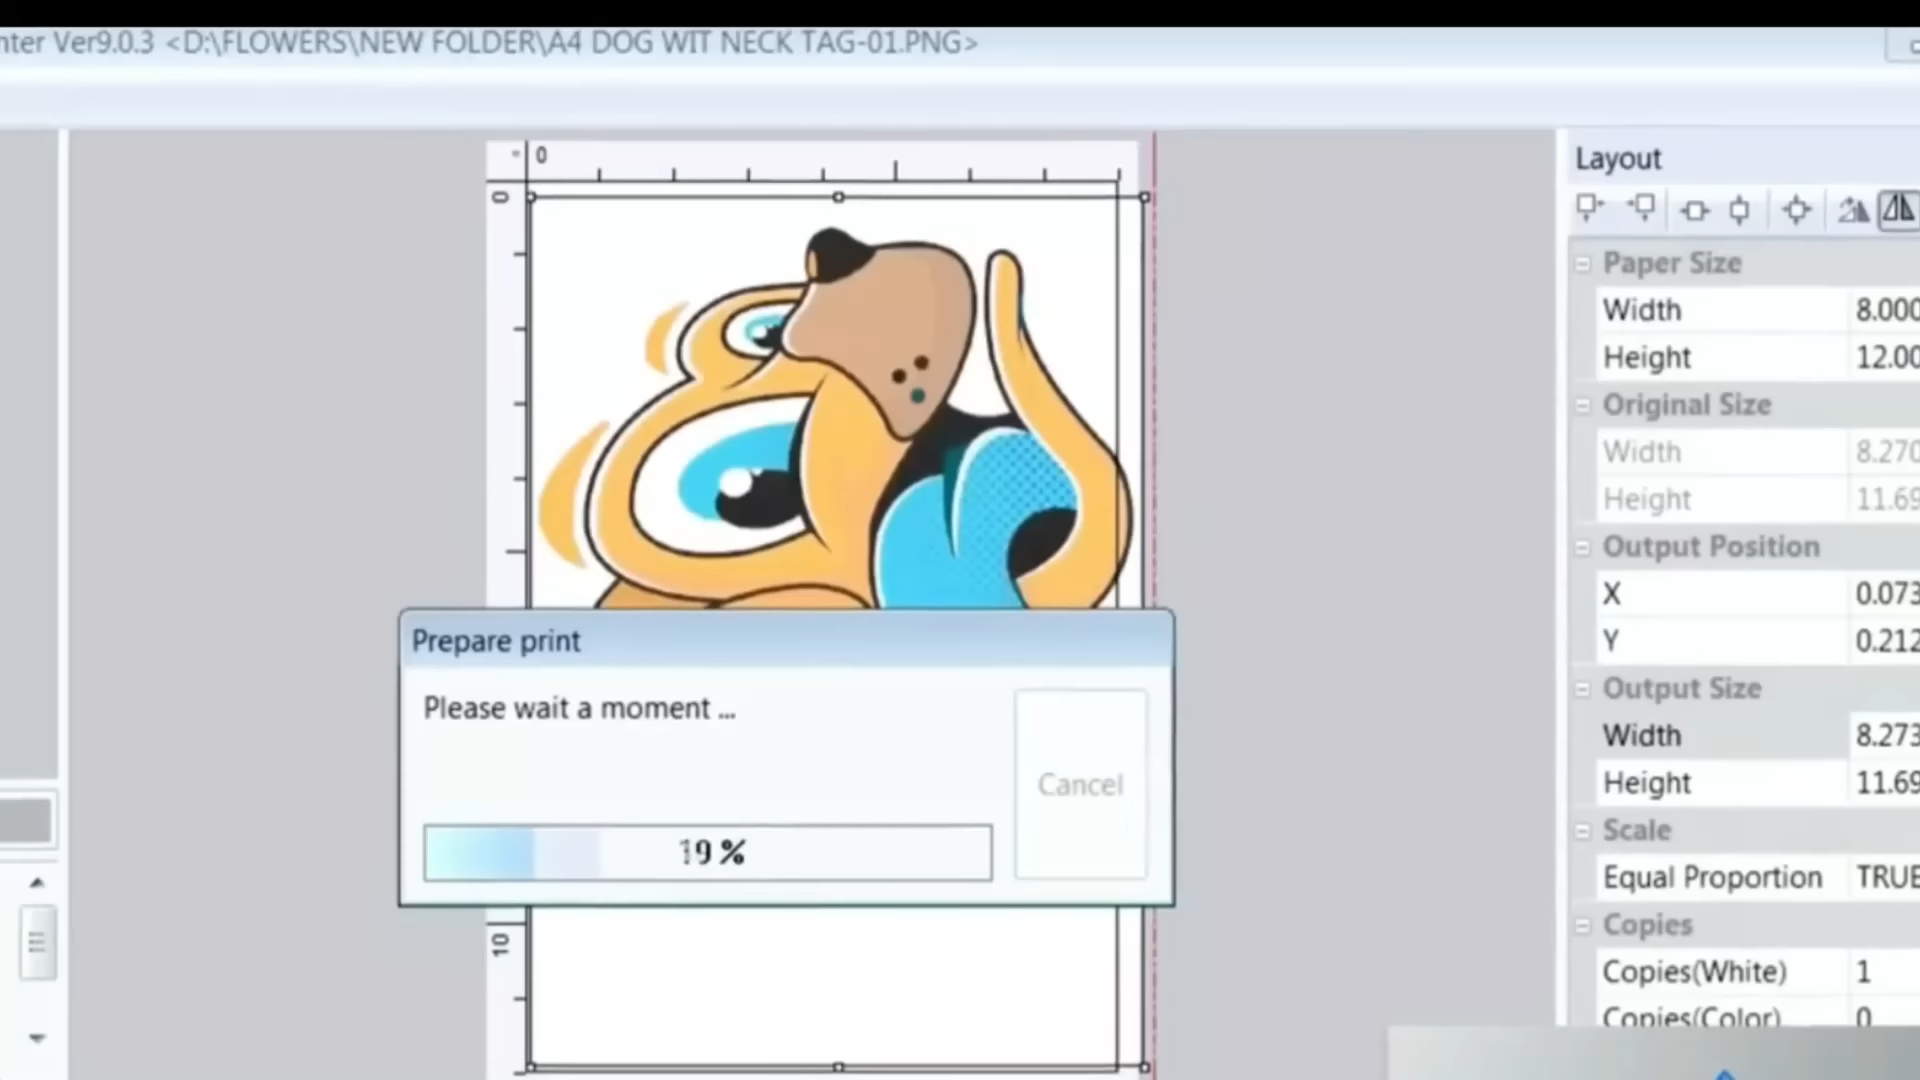 nter Ver9.0.3 <D:\FLOWERS\NEW FOLDER\A4 DOG WIT NECK TAG-01.PNG>
0
0
10
Prepare print
Please wait a moment ...
Cancel
19 %
Layout
Paper Size
Width 8.000
Height 12.00
Original Size
Width 8.270
Height 11.69
Output Position
X 0.073
Y 0.212
Output Size
Width 8.273
Height 11.69
Scale
Equal Proportion TRUE
Copies
Copies(White) 1
Copies(Color) 0